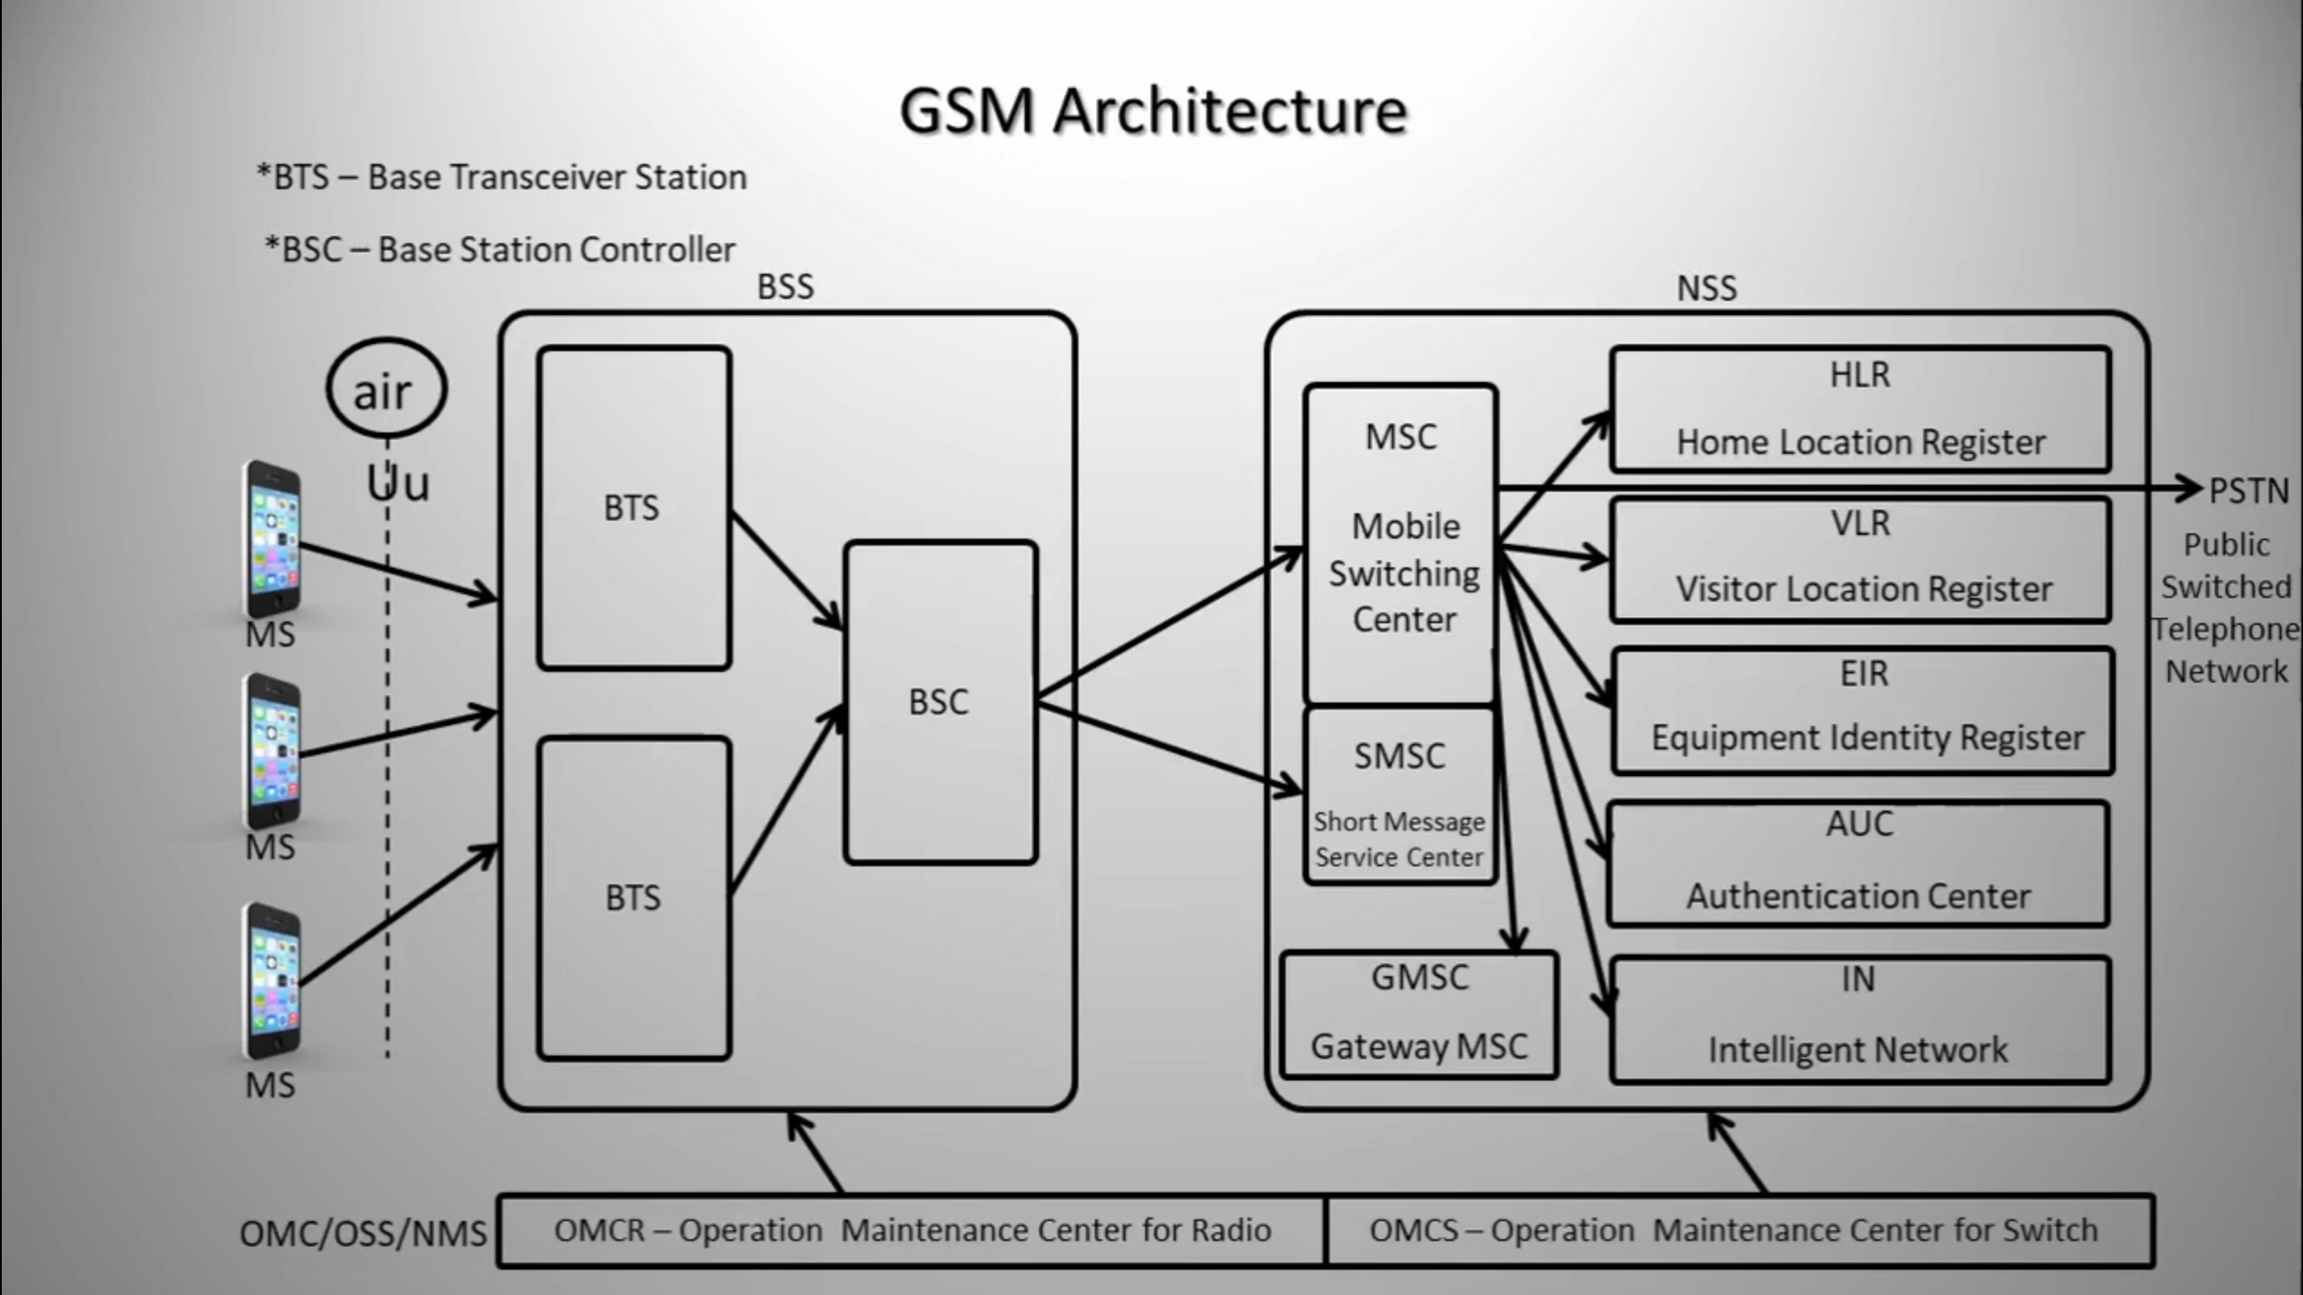 GSM Architecture
*BTS – Base Transceiver Station
*BSC – Base Station Controller
BSS
NSS
air
Uu
MS
MS
MS
BTS
BTS
BSC
MSC
Mobile
Switching
Center
SMSC
Short Message
Service Center
GMSC
Gateway MSC
HLR
Home Location Register
VLR
Visitor Location Register
EIR
Equipment Identity Register
AUC
Authentication Center
IN
Intelligent Network
PSTN
Public
Switched
Telephone
Network
OMC/OSS/NMS
OMCR – Operation Maintenance Center for Radio
OMCS – Operation Maintenance Center for Switch